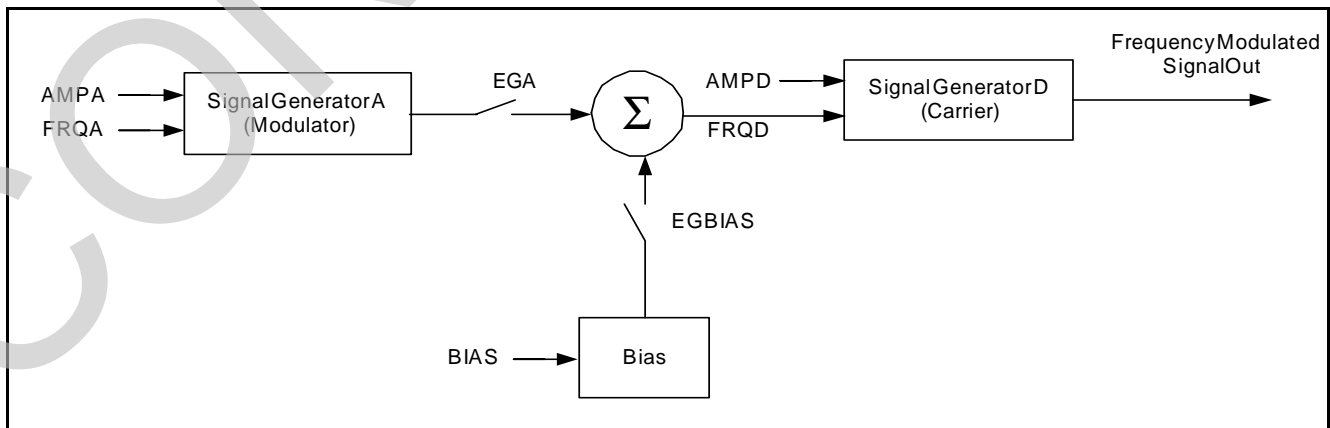 FrequencyModulated
SignalOut
EGA
AMPD
SignalGeneratorD
(Carrier)
AMPA
SignalGeneratorA
(Modulator)
FRQA
Σ
FRQD
EGBIAS
BIAS
Bias